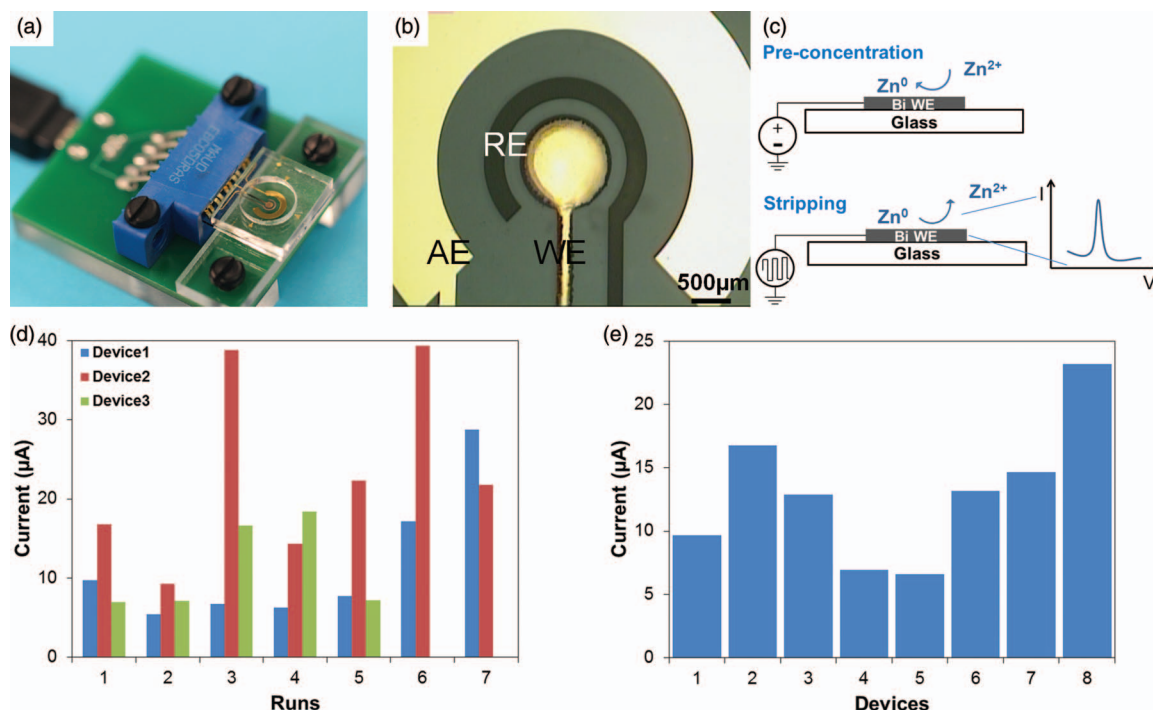 (a)
MALUD
EBC05DRAS
(b)
RE
AE
WE
500μm
(c)
Pre-concentration
Zn⁰
Zn²⁺
Bi WE
Glass
+
-
Stripping
Zn⁰
Zn²⁺
Bi WE
Glass
I
V
(d)
Device1
Device2
Device3
Current (μA)
40
30
20
10
0
1 2 3 4 5 6 7
Runs
(e)
Current (μA)
25
20
15
10
5
0
1 2 3 4 5 6 7 8
Devices